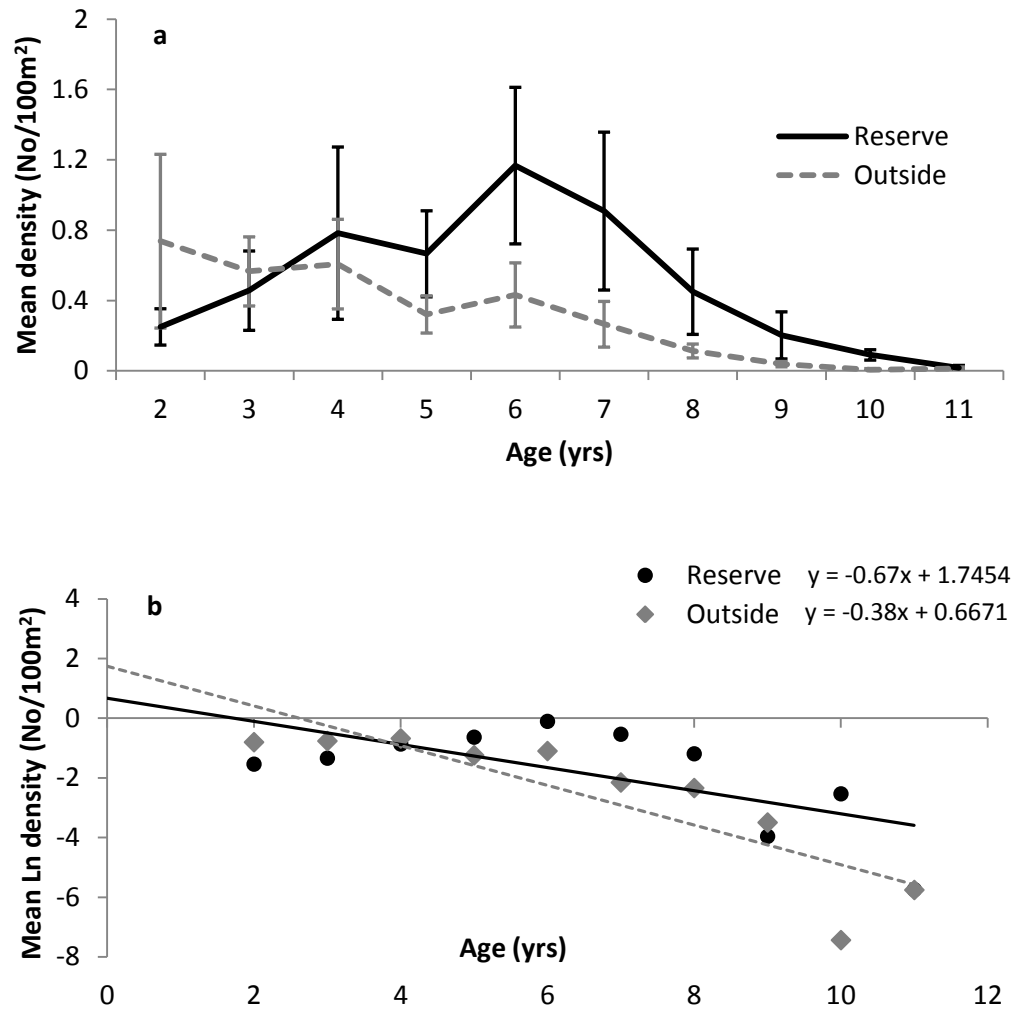 a
Mean density (No/100m²)
2
1.6
1.2
0.8
0.4
0
Reserve
Outside
2 3 4 5 6 7 8 9 10 11
Age (yrs)
Reserve y = -0.67x + 1.7454
Outside y = -0.38x + 0.6671
b
Mean Ln density (No/100m²)
4
2
0
-2
-4
-6
-8
Age (yrs)
0 2 4 6 8 10 12